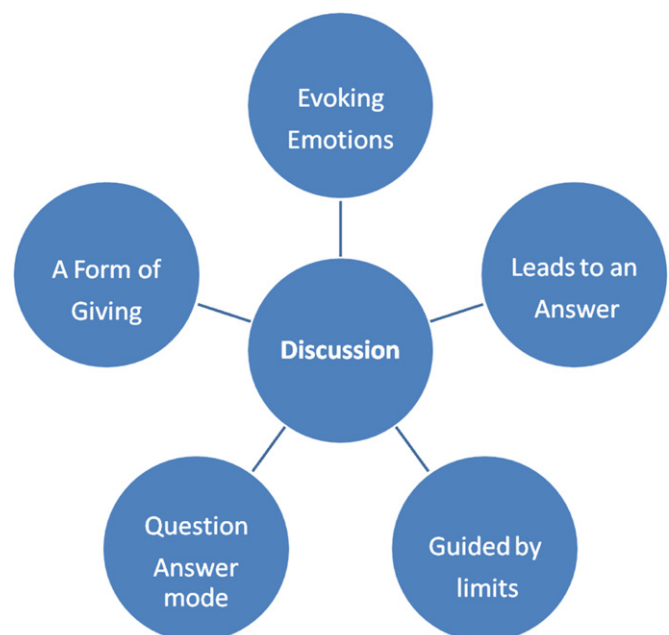 Evoking
Emotions
A Form of
Giving
Leads to an
Answer
Discussion
Question
Answer
mode
Guided by
limits